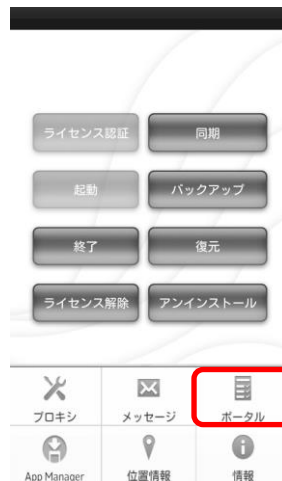 ライセンス認証 同期
起動 バックアップ
終了 復元
ライセンス解除 アンインストール
プロキシ メッセージ ポータル
App Manager 位置情報 情報